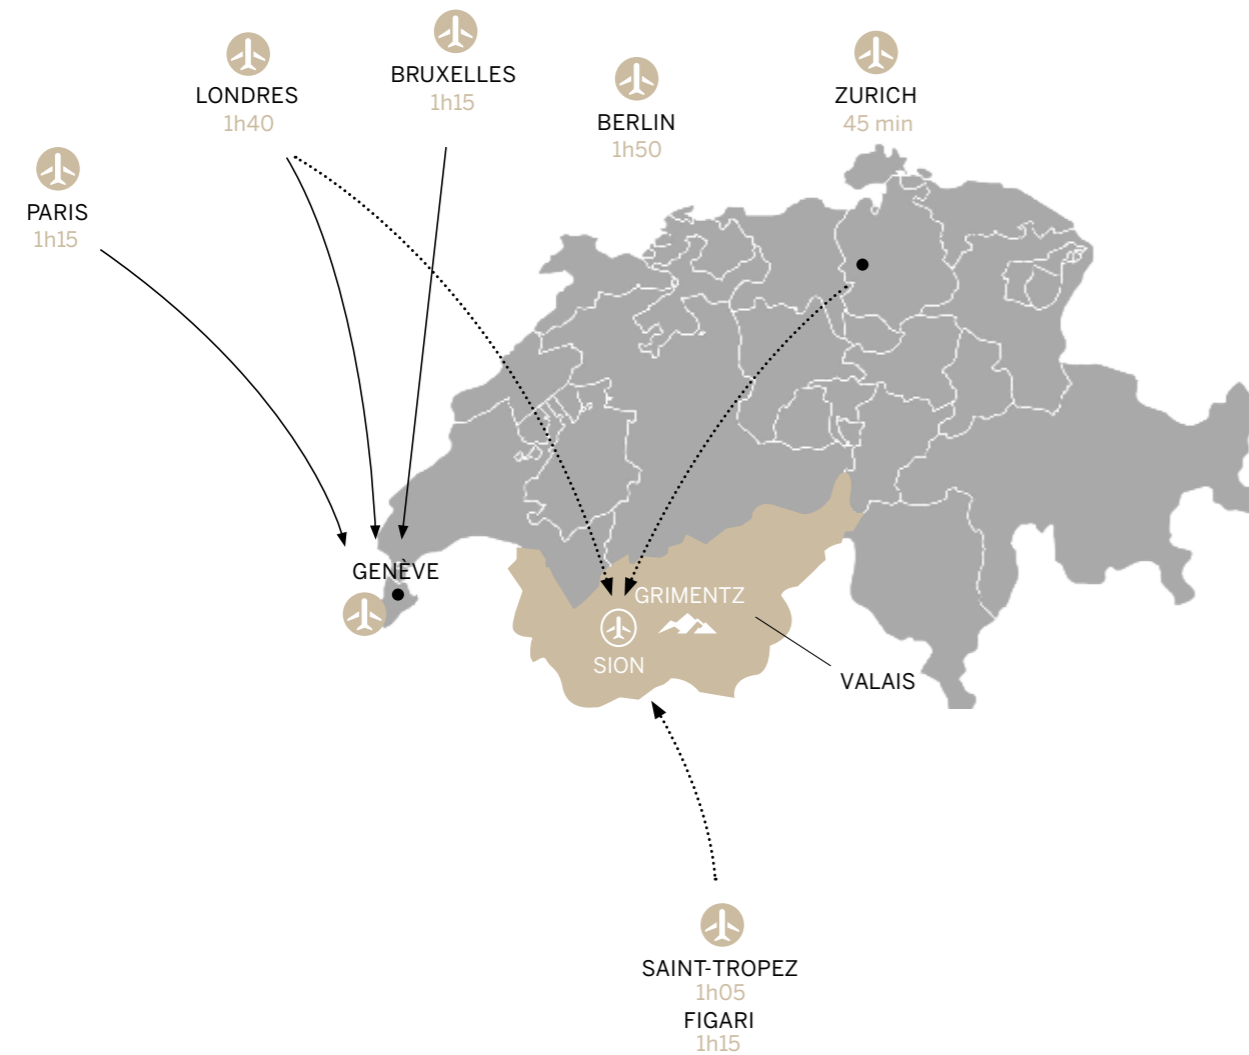 BRUXELLES
1h15
LONDRES
1h40
BERLIN
1h50
ZURICH
45 min
PARIS
1h15
GENÈVE
GRIMENTZ
SION
VALAIS
SAINT-TROPEZ
1h05
FIGARI
1h15